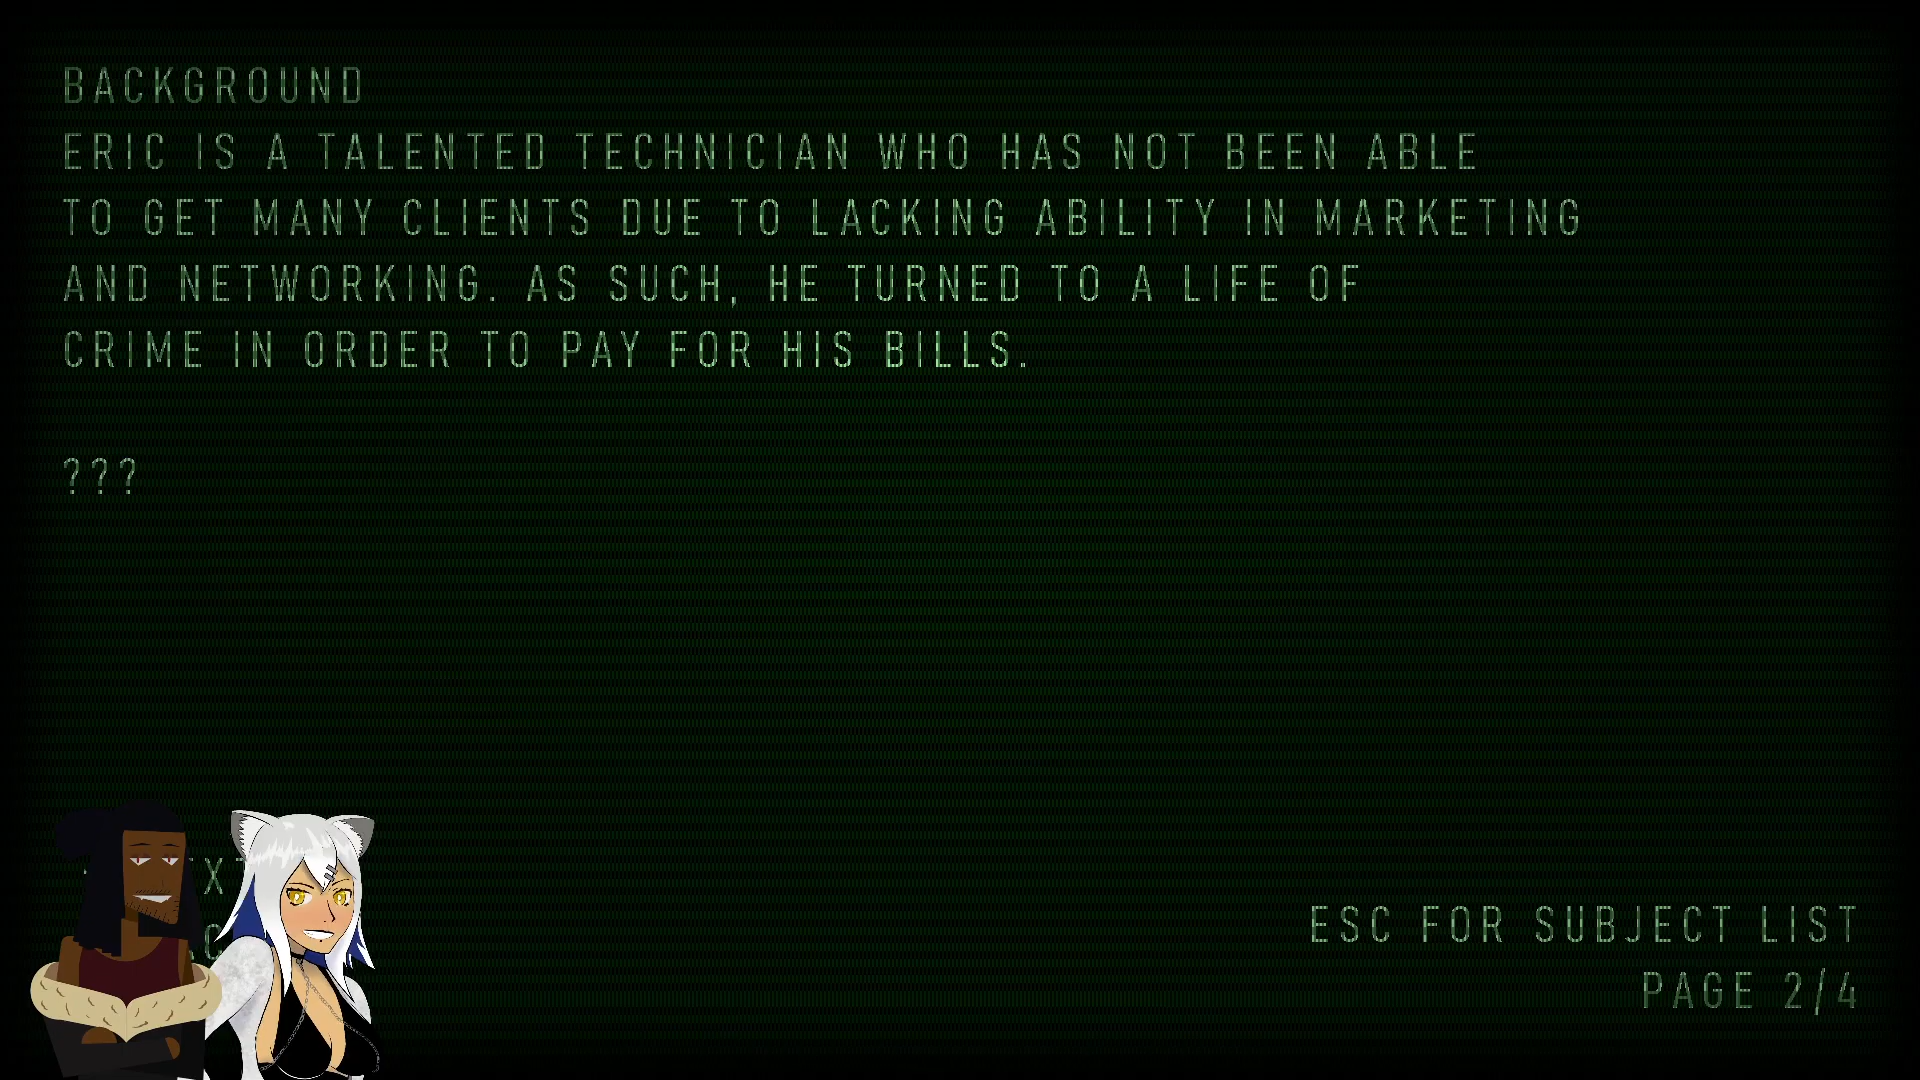 BACKGROUND
ERIC IS A TALENTED TECHNICIAN WHO HAS NOT BEEN ABLE
TO GET MANY CLIENTS DUE TO LACKING ABILITY IN MARKETING
AND NETWORKING. AS SUCH, HE TURNED TO A LIFE OF
CRIME IN ORDER TO PAY FOR HIS BILLS.
???
ESC FOR SUBJECT LIST
PAGE 2/4